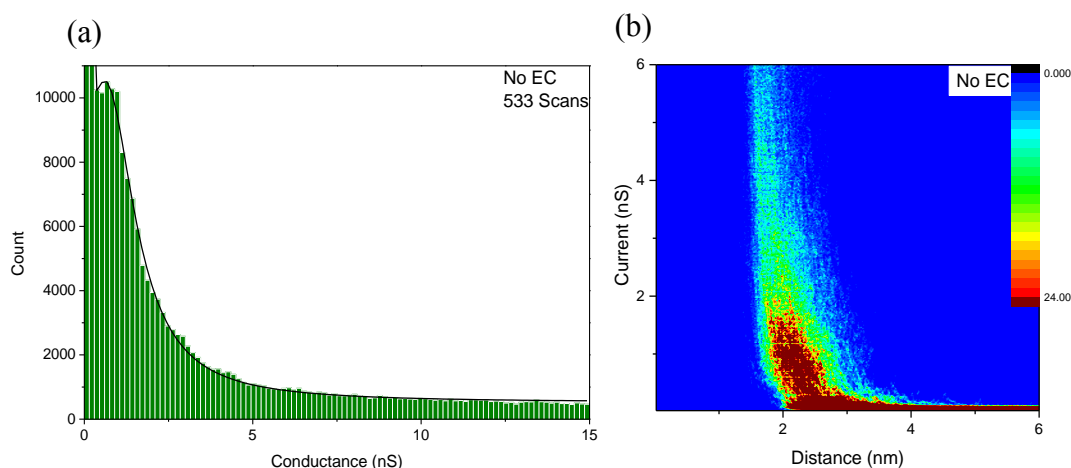 (a)
No EC
533 Scans
10000
8000
6000
4000
2000
0
Count
0
5
10
15
Conductance (nS)
(b)
No EC
0.000
24.00
6
4
2
Current (nS)
2
4
6
Distance (nm)